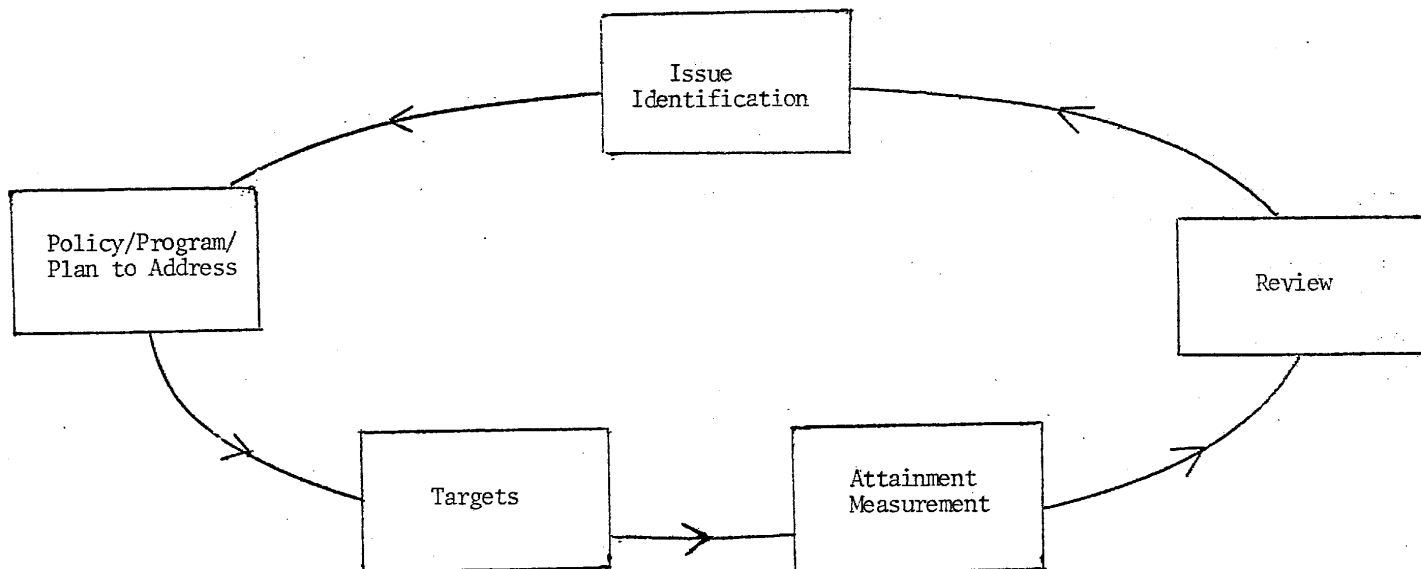 Issue
Identification
Policy/Program/
Plan to Address
Targets
Attainment
Measurement
Review